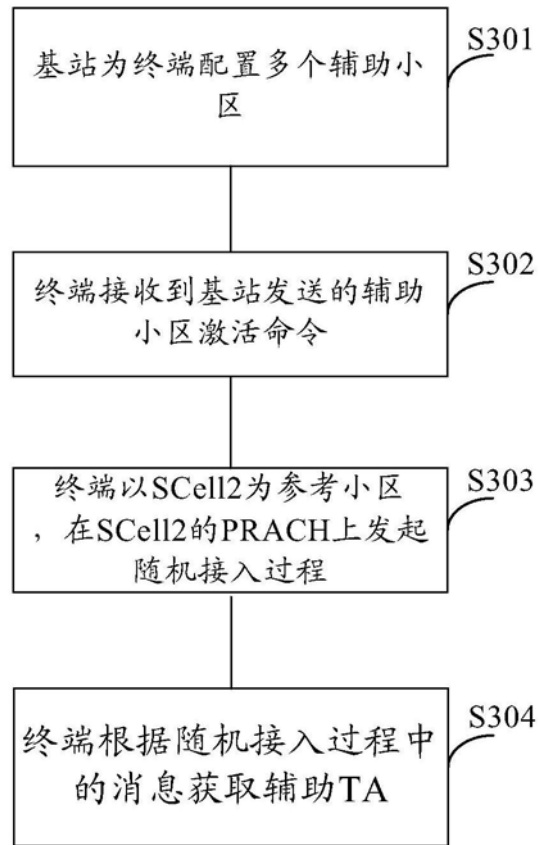 基站为终端配置多个辅助小
区
S301
终端接收到基站发送的辅助
小区激活命令
S302
终端以SCell2为参考小区
，在SCell2的PRACH上发起
随机接入过程
S303
终端根据随机接入过程中
的消息获取辅助TA
S304